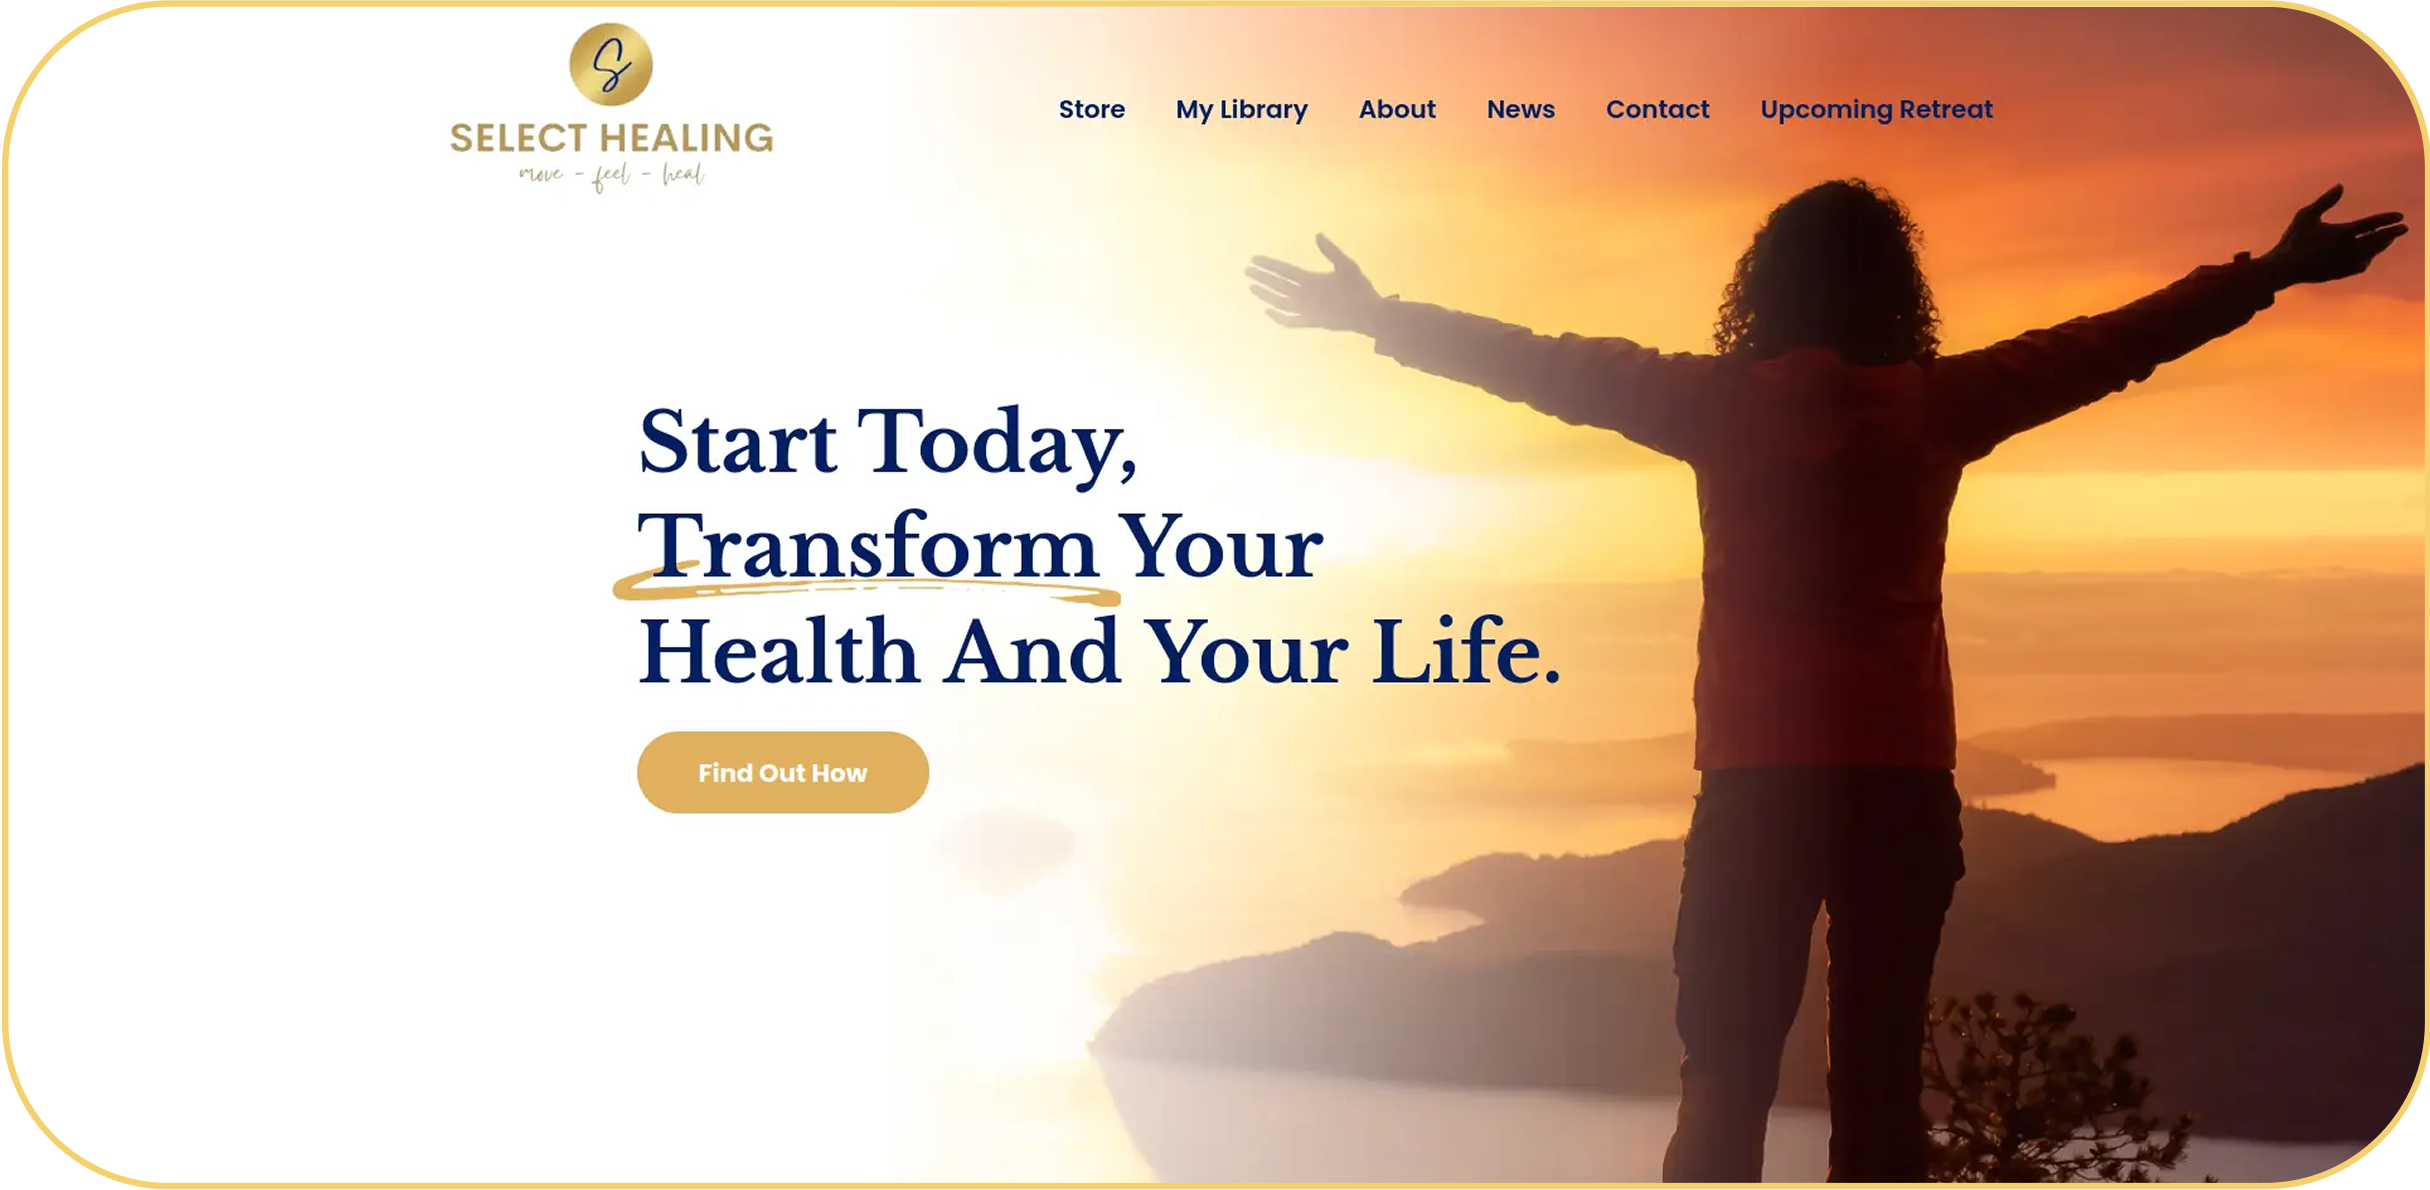 S
SELECT HEALING
move - feel - heal
Store My Library About News Contact Upcoming Retreat
Start Today,
Transform Your
Health And Your Life.
Find Out How